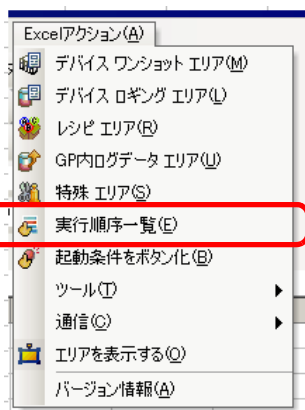 Excelアクション(A)
デバイス ワンショット エリア(M)
デバイス ロギング エリア(L)
レシピ エリア(R)
GP内ログデータ エリア(U)
特殊 エリア(S)
実行順序一覧(E)
起動条件をボタン化(B)
ツール(T)
通信(C)
エリアを表示する(O)
バージョン情報(A)